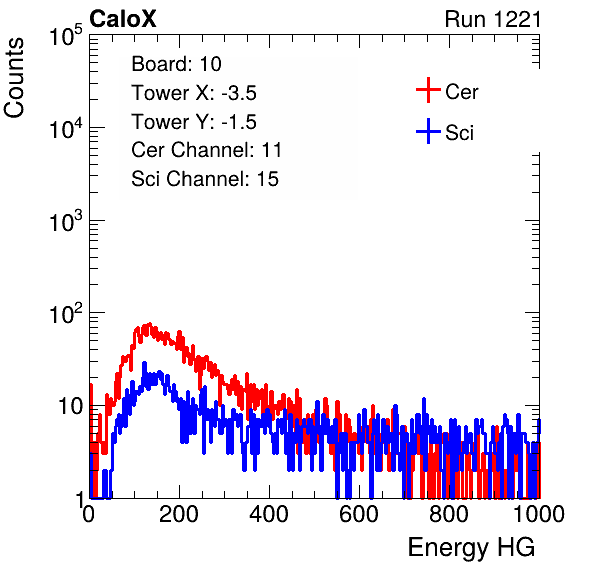 CaloX Run 1221
Counts
10^5
10^4
10^3
10^2
10
1
Board: 10
Tower X: -3.5
Tower Y: -1.5
Cer Channel: 11
Sci Channel: 15
Cer
Sci
0 200 400 600 800 1000
Energy HG